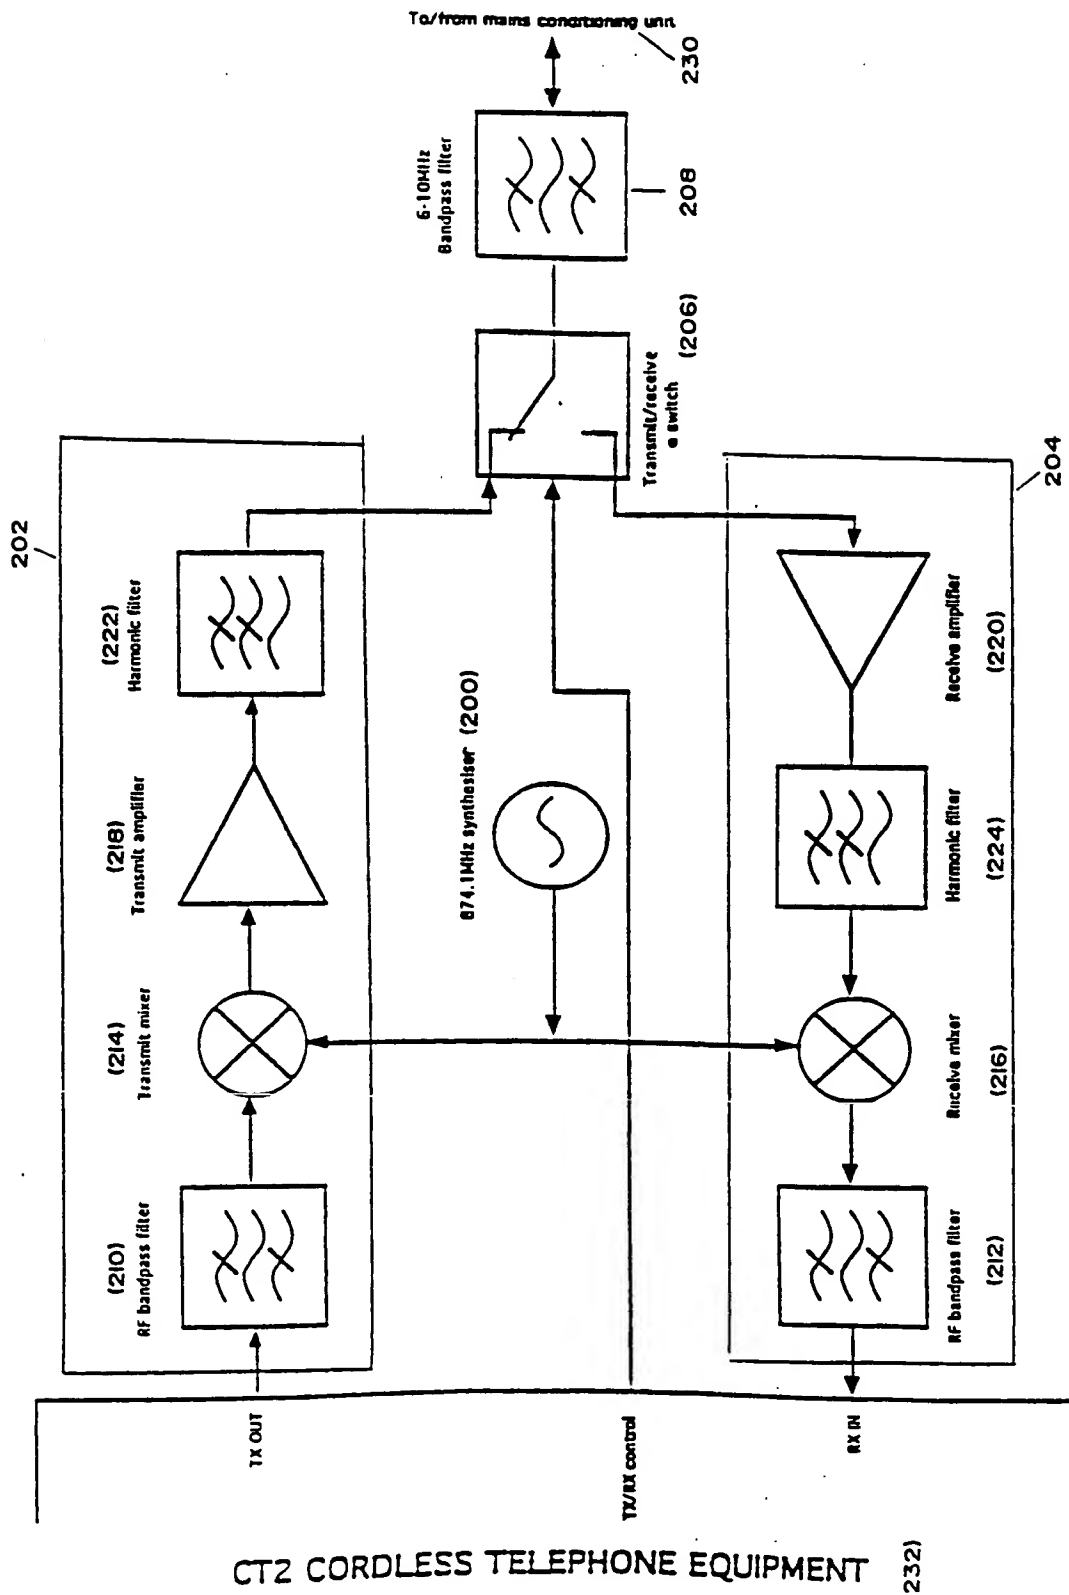 To/from mains conditioning unit
230
6-10MHz
Bandpass filter
208
(206)
Transmit/receive
e switch
202
(222)
Harmonic filter
(218)
Transmit amplifier
(214)
Transmit mixer
(210)
RF bandpass filter
874.1MHz synthesiser (200)
204
Receive amplifier
(220)
Harmonic filter
(224)
Receive mixer
(216)
RF bandpass filter
(212)
TX OUT
TX/RX control
RX IN
CT2 CORDLESS TELEPHONE EQUIPMENT
232)